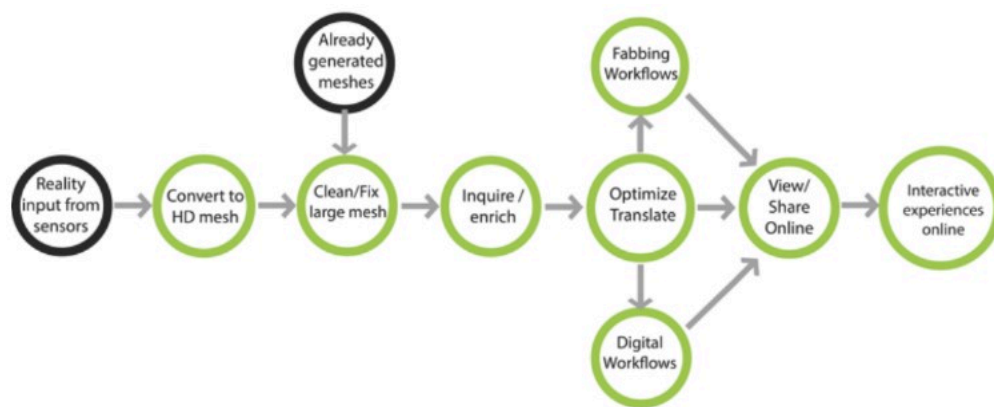 Already
generated
meshes
Fabbing
Workflows
Reality
input from
sensors
Convert to
HD mesh
Clean/Fix
large mesh
Inquire /
enrich
Optimize
Translate
View/
Share
Online
Interactive
experiences
online
Digital
Workflows